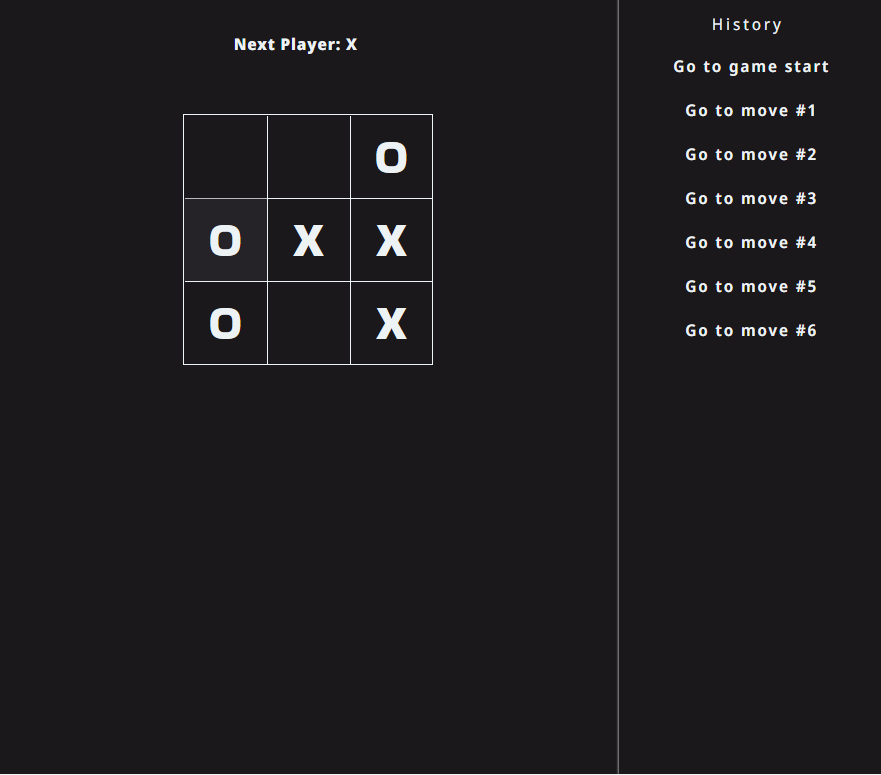 Next Player: X
O
O X X
O X
History
Go to game start
Go to move #1
Go to move #2
Go to move #3
Go to move #4
Go to move #5
Go to move #6